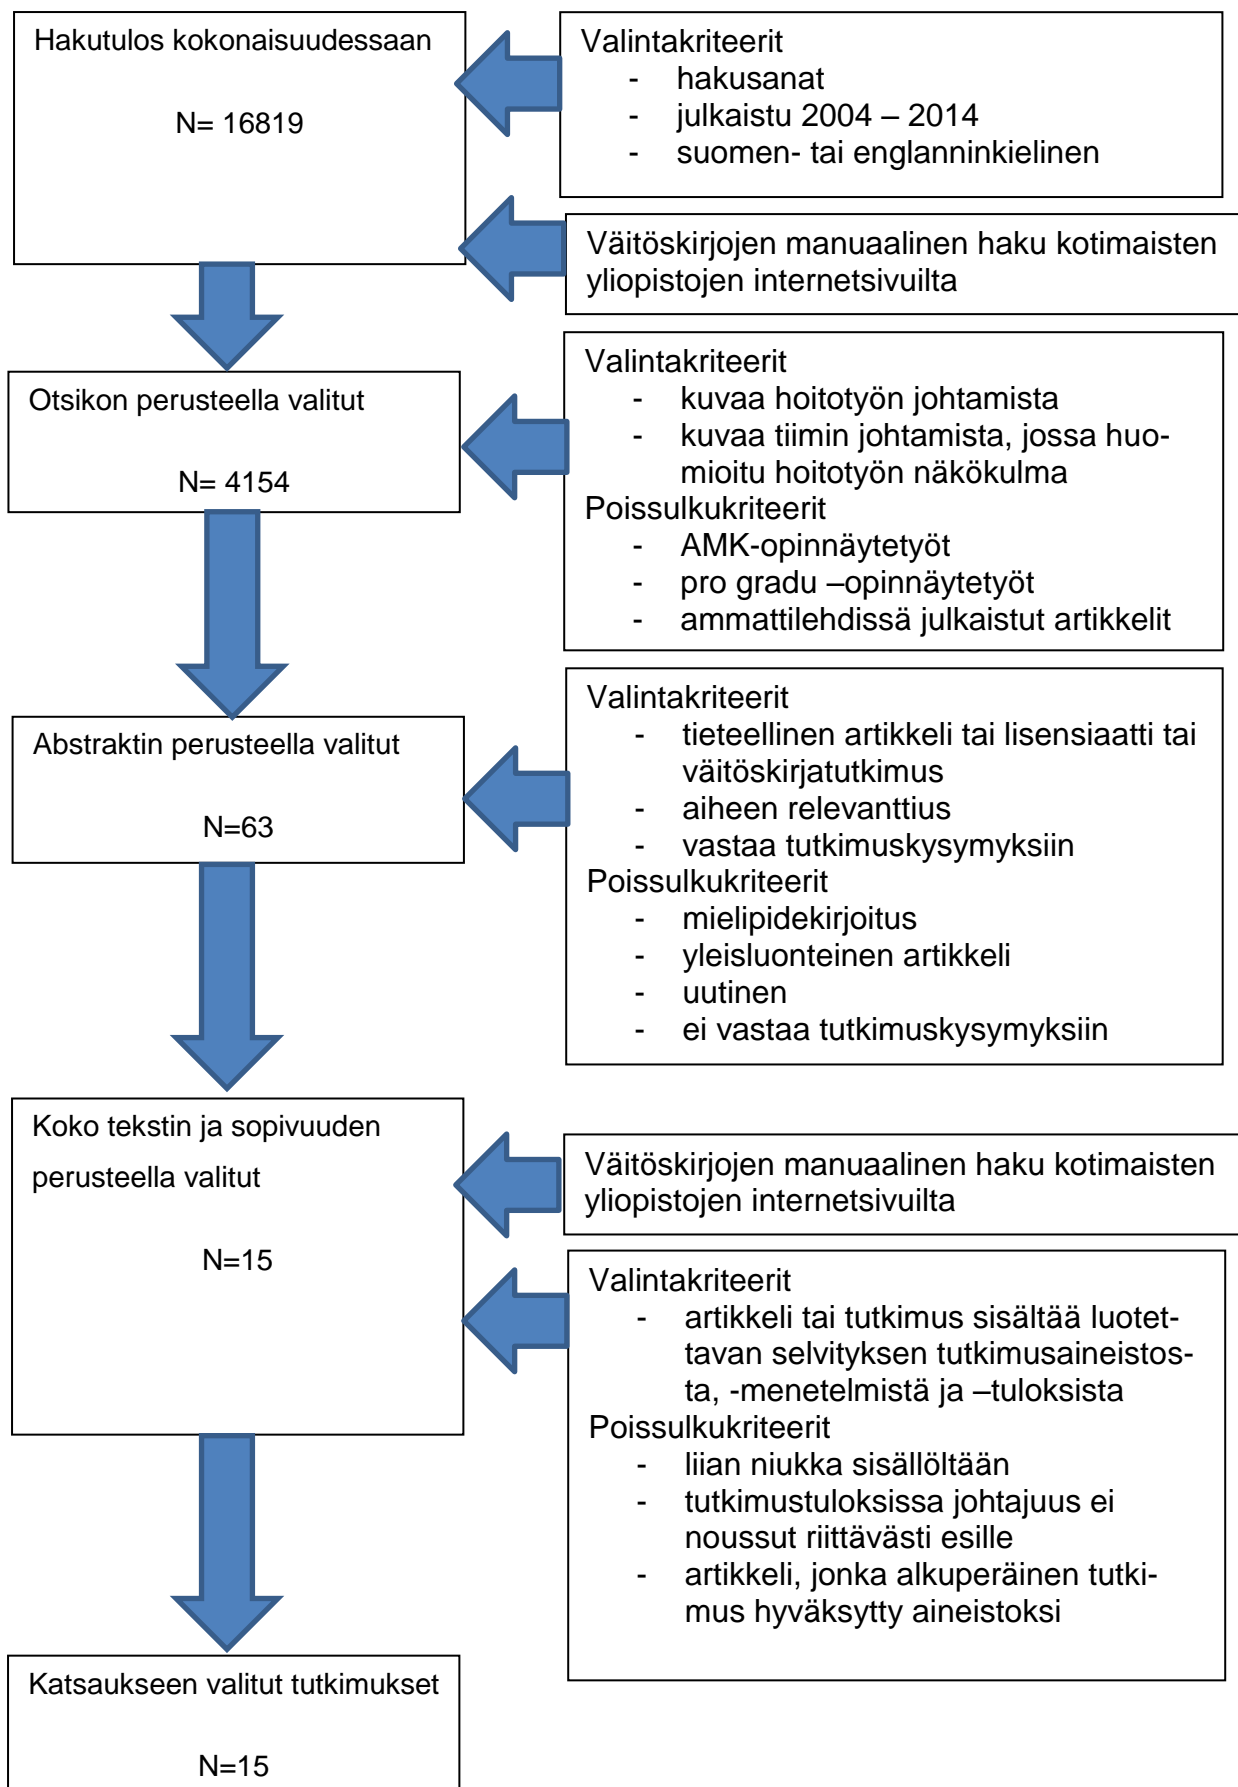 Hakutulos kokonaisuudessaan
N= 16819
Valintakriteerit
- hakusanat
- julkaistu 2004 – 2014
- suomen- tai englanninkielinen
Väitöskirjojen manuaalinen haku kotimaisten
yliopistojen internetsivuilta
Otsikon perusteella valitut
N= 4154
Valintakriteerit
- kuvaa hoitotyön johtamista
- kuvaa tiimin johtamista, jossa huo-
mioitu hoitotyön näkökulma
Poissulkukriteerit
- AMK-opinnäytetyöt
- pro gradu –opinnäytetyöt
- ammattilehdissä julkaistut artikkelit
Abstraktin perusteella valitut
N=63
Valintakriteerit
- tieteellinen artikkeli tai lisensiaatti tai
väitöskirjatutkimus
- aiheen relevanttius
- vastaa tutkimuskysymyksiin
Poissulkukriteerit
- mielipidekirjoitus
- yleisluonteinen artikkeli
- uutinen
- ei vastaa tutkimuskysymyksiin
Koko tekstin ja sopivuuden
perusteella valitut
N=15
Väitöskirjojen manuaalinen haku kotimaisten
yliopistojen internetsivuilta
Valintakriteerit
- artikkeli tai tutkimus sisältää luotet-
tavan selvityksen tutkimusaineistos-
ta, -menetelmistä ja –tuloksista
Poissulkukriteerit
- liian niukka sisällöltään
- tutkimustuloksissa johtajuus ei
noussut riittävästi esille
- artikkeli, jonka alkuperäinen tutki-
mus hyväksytty aineistoksi
Katsaukseen valitut tutkimukset
N=15